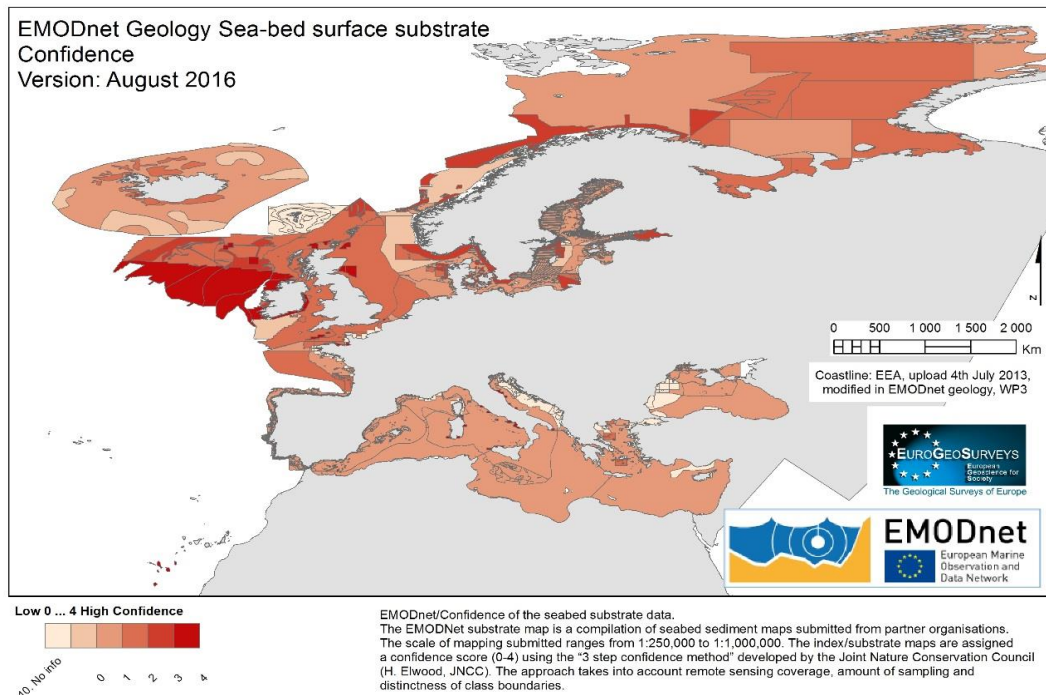 EMODnet Geology Sea-bed surface substrate
Confidence
Version: August 2016
N
0 500 1 000 1 500 2 000
Km
Coastline: EEA, upload 4th July 2013,
modified in EMODnet geology, WP3
EUROGEOSURVEYS
European
Geoscience for
Society
The Geological Surveys of Europe
EMODnet
European Marine
Observation and
Data Network
Low 0 ... 4 High Confidence
No info 0 1 2 3 4
EMODnet/Confidence of the seabed substrate data.
The EMODNet substrate map is a compilation of seabed sediment maps submitted from partner organisations.
The scale of mapping submitted ranges from 1:250,000 to 1:1,000,000. The index/substrate maps are assigned
a confidence score (0-4) using the “3 step confidence method” developed by the Joint Nature Conservation Council
(H. Elwood, JNCC). The approach takes into account remote sensing coverage, amount of sampling and
distinctness of class boundaries.